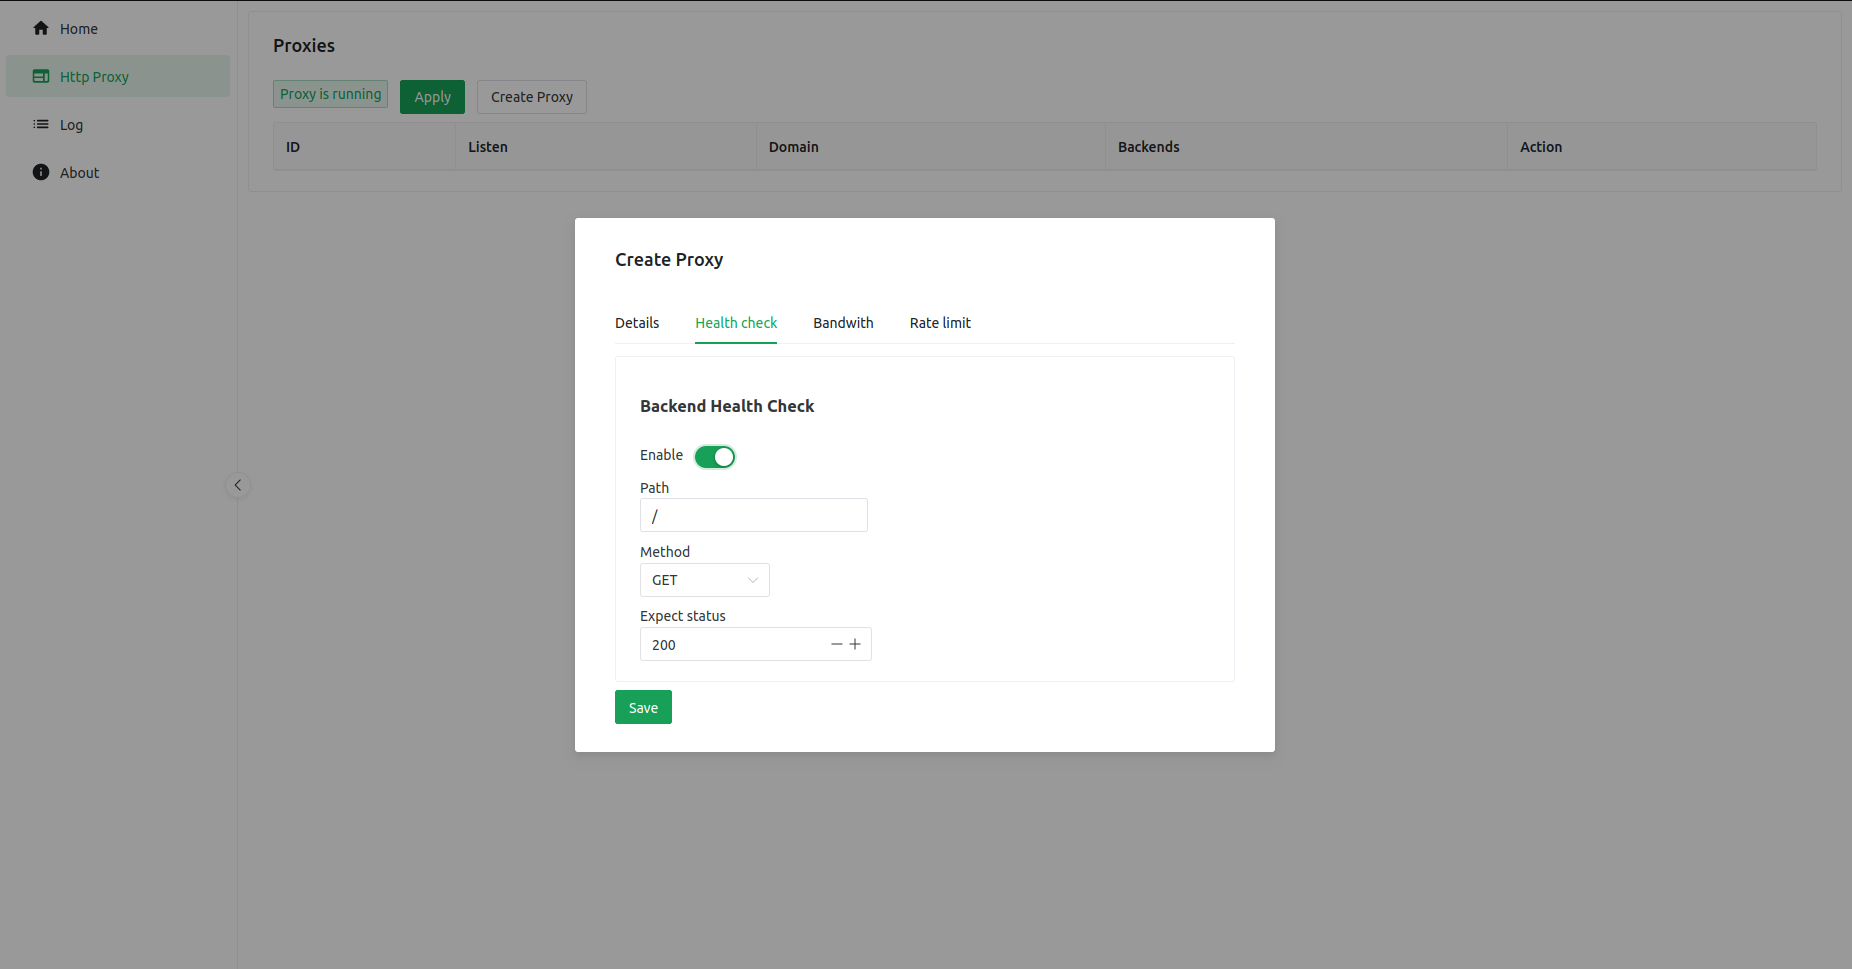 Home
Http Proxy
Log
About
Proxies
Proxy is running Apply Create Proxy
ID Listen Domain Backends Action
Create Proxy
Details Health check Bandwith Rate limit
Backend Health Check
Enable
Path
/
Method
GET
Expect status
200
Save